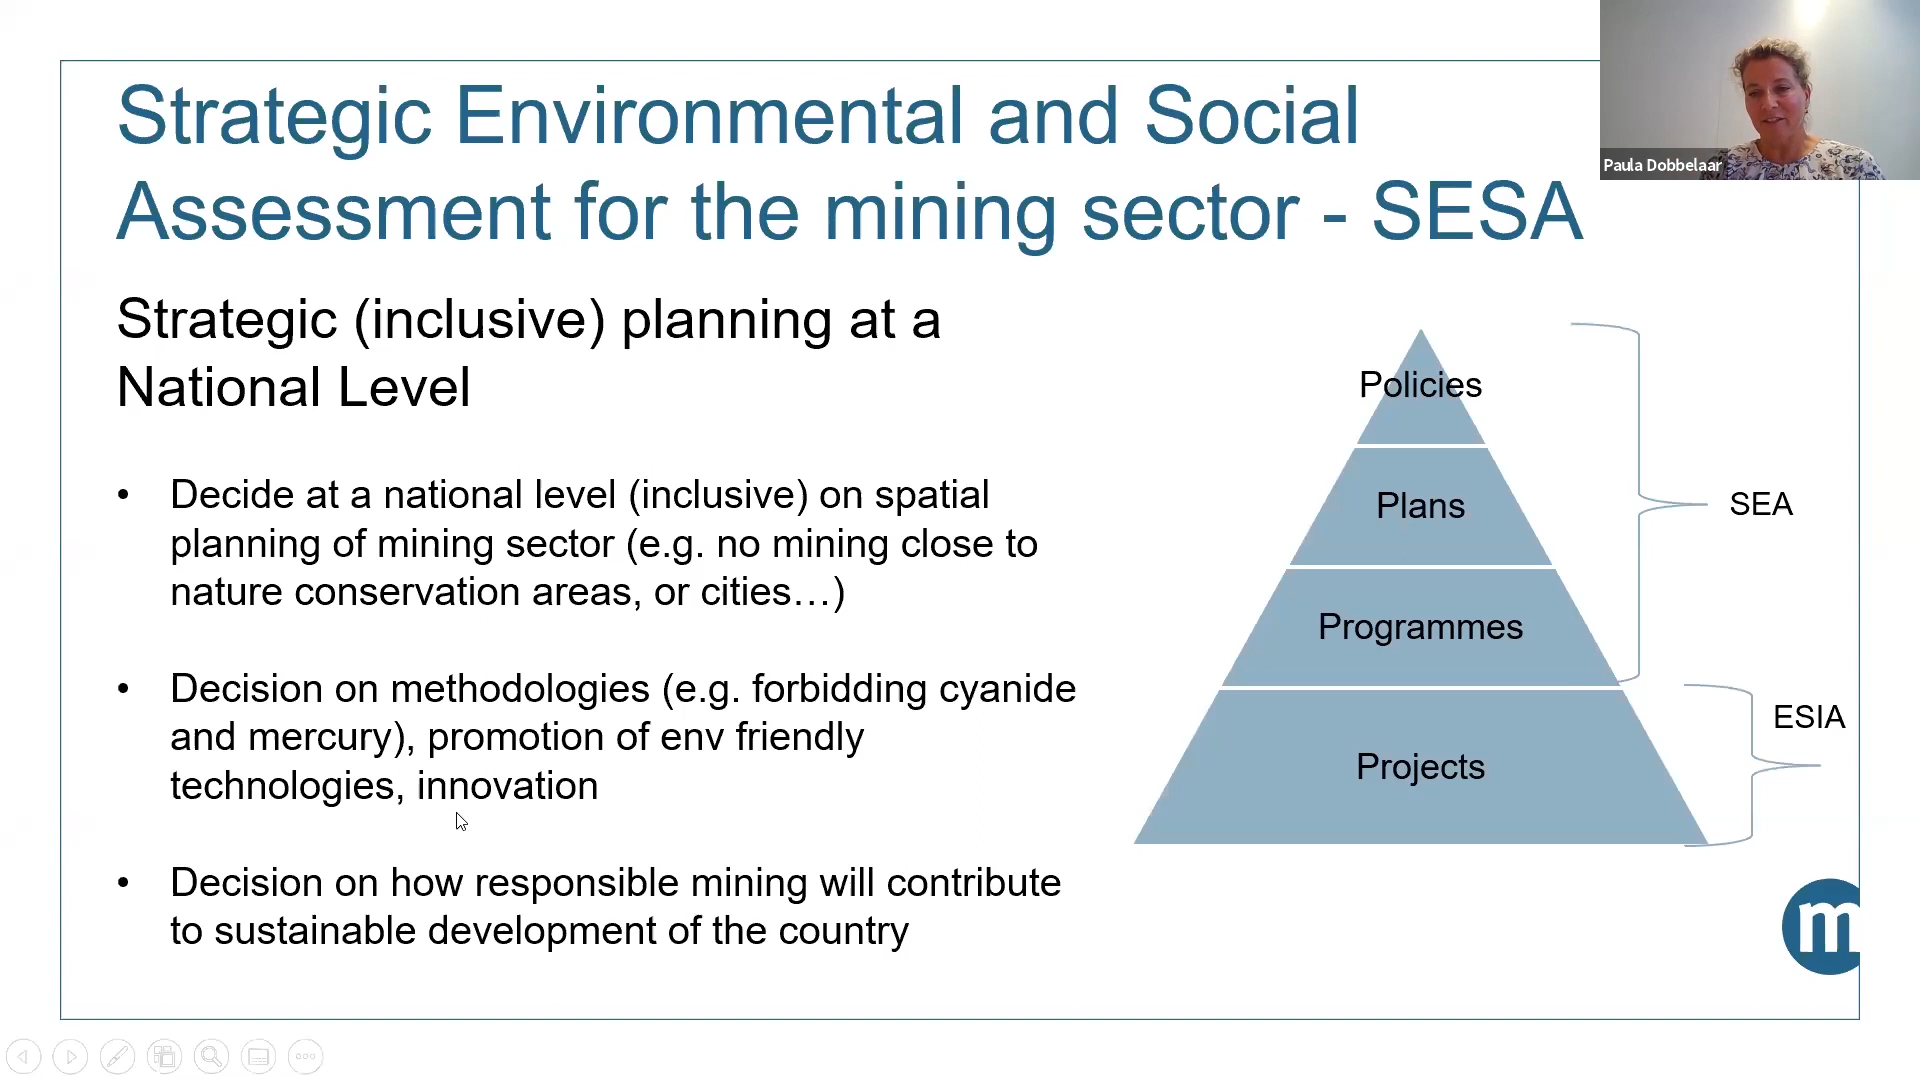 Strategic Environmental and Social
Assessment for the mining sector - SESA
Paula Dobbelaar
Strategic (inclusive) planning at a
National Level
• Decide at a national level (inclusive) on spatial
planning of mining sector (e.g. no mining close to
nature conservation areas, or cities…)
• Decision on methodologies (e.g. forbidding cyanide
and mercury), promotion of env friendly
technologies, innovation
• Decision on how responsible mining will contribute
to sustainable development of the country
Policies
Plans
Programmes
Projects
SEA
ESIA
m